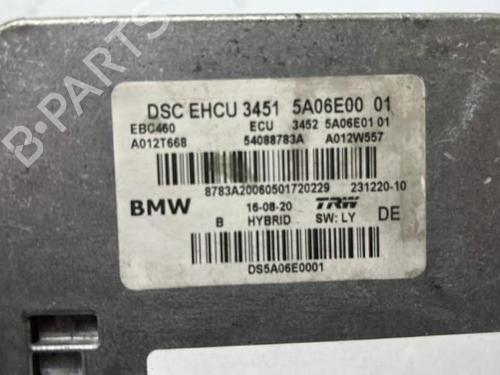 B-PARTS
DSC EHCU 3451 5A06E00 01
EBC460 ECU 3452 5A06E01 01
A012T668 54088783A A012W557
8783A20060501720229 231220-10
BMW 16-08-20 TRW DE
B HYBRID SW: LY
DS5A06E0001